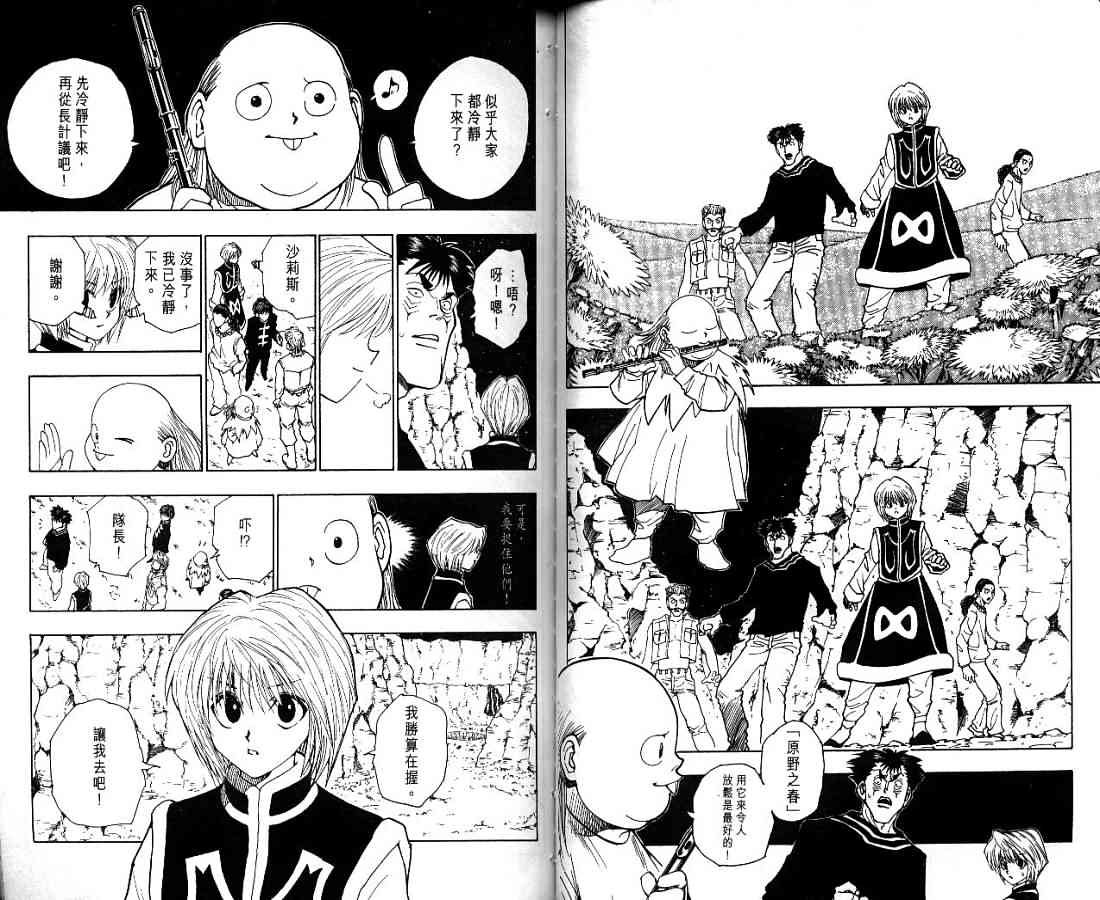 「原野之春」
用它來令人
放鬆是最好的！
似乎大家
都冷靜
下來了？
先冷靜下來，
再從長計議吧！
…唔？
呀！嗯！
沙莉斯。
沒事了，
我已冷靜
下來。
謝謝。
可是，
我要捉住他們！
吓!?
隊長！
我勝算在握。
讓我去吧！